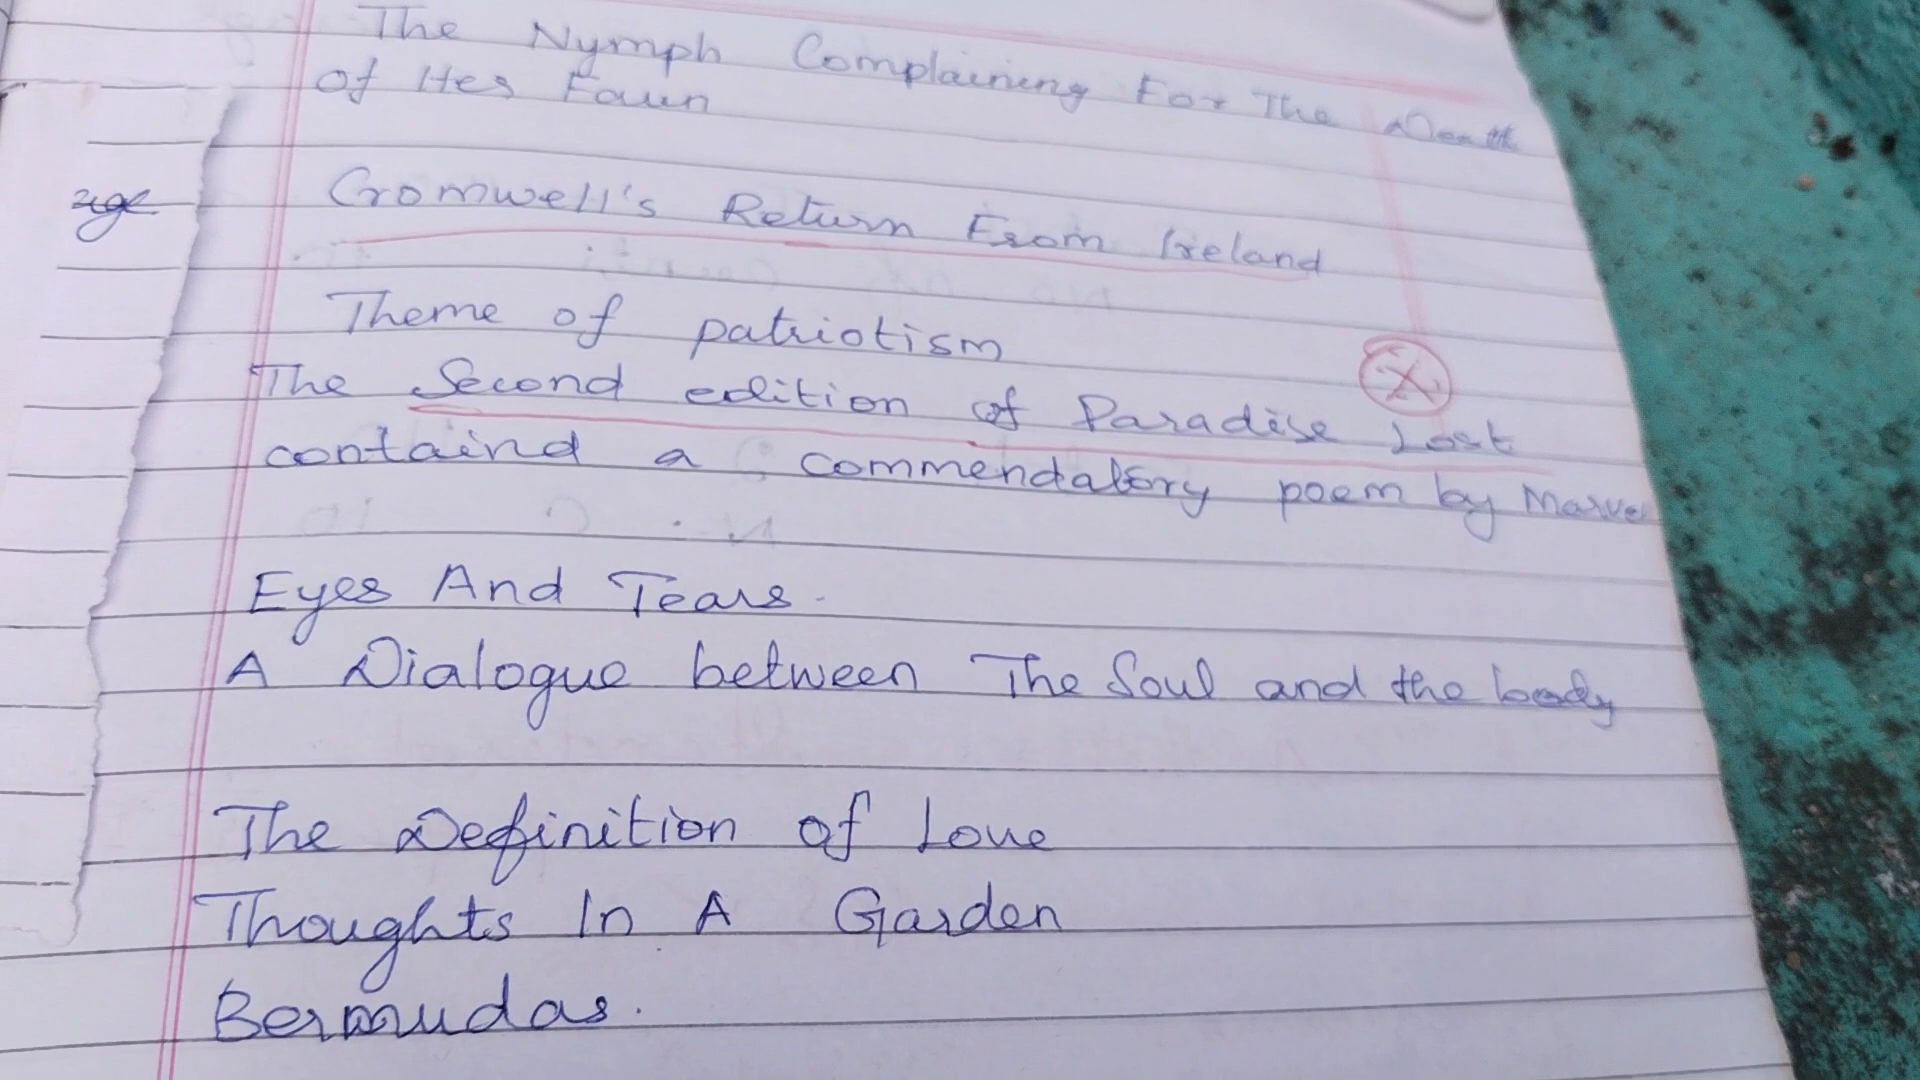 The Nymph Complaining For The Death
of Her Faun
Cromwell's Return From Ireland
Theme of patriotism
The Second edition of Paradise Lost
containd a commendatory poem by Marve
Eyes And Tears.
A Dialogue between The Soul and the body
The Definition of Love
Thoughts In A Garden
Bermudas.